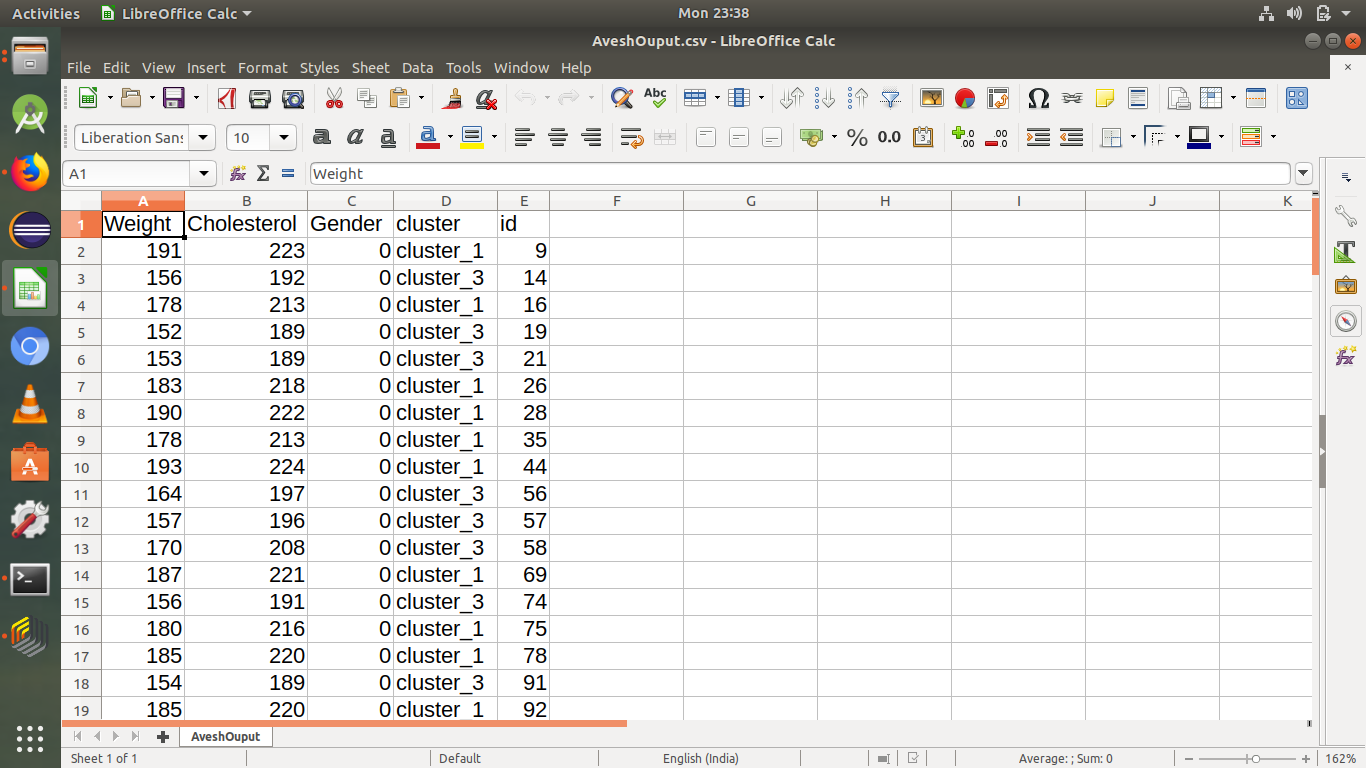 Activities LibreOffice Calc Mon 23:38
AveshOuput.csv - LibreOffice Calc
File Edit View Insert Format Styles Sheet Data Tools Window Help
Liberation Sans 10
A1 Weight
A B C D E F G H I J K
1 Weight Cholesterol Gender cluster id
2 191 223 0 cluster_1 9
3 156 192 0 cluster_3 14
4 178 213 0 cluster_1 16
5 152 189 0 cluster_3 19
6 153 189 0 cluster_3 21
7 183 218 0 cluster_1 26
8 190 222 0 cluster_1 28
9 178 213 0 cluster_1 35
10 193 224 0 cluster_1 44
11 164 197 0 cluster_3 56
12 157 196 0 cluster_3 57
13 170 208 0 cluster_3 58
14 187 221 0 cluster_1 69
15 156 191 0 cluster_3 74
16 180 216 0 cluster_1 75
17 185 220 0 cluster_1 78
18 154 189 0 cluster_3 91
19 185 220 0 cluster_1 92
AveshOuput
Sheet 1 of 1 Default English (India) Average: ; Sum: 0 162%